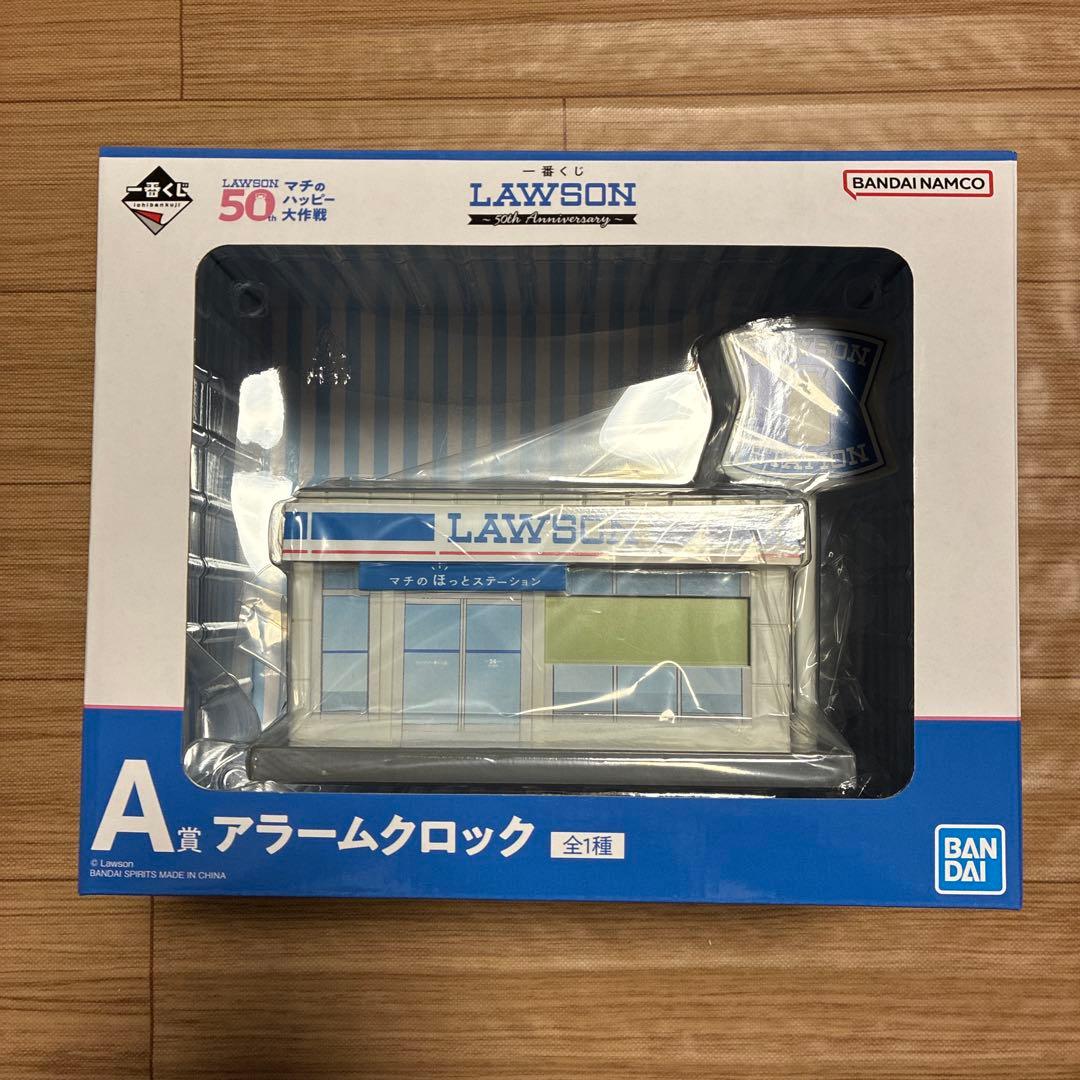 一番くじ
ichibankuji
LAWSON
50th
マチの
ハッピー
大作戦
一番くじ
LAWSON
~50th Anniversary~
BANDAI NAMCO
LAWSON
STATION
LAWSON
マチの ほっとステーション
24
A賞 アラームクロック 全1種
© Lawson
BANDAI SPIRITS MADE IN CHINA
BAN
DAI